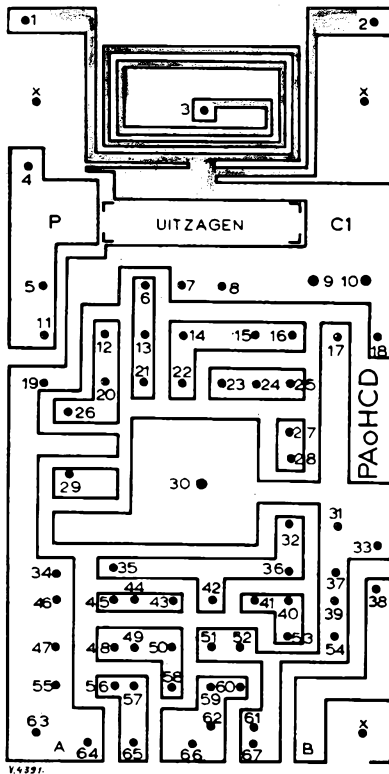 1 2
x x
3
4
P UITZAGEN C1
5 6 7 8 9 10
11 12 13 14 15 16 17 18
19 20 21 22 23 24 25
PAoHCD
26
27
28
29 30
31
32
33
34 35 36 37
38
46 45 44 43 42 41 40 39
53 54
47 48 49 50 51 52
55 56 57 58 59 60
61
62
63 x
A B
64 65 66 67
V.4391.